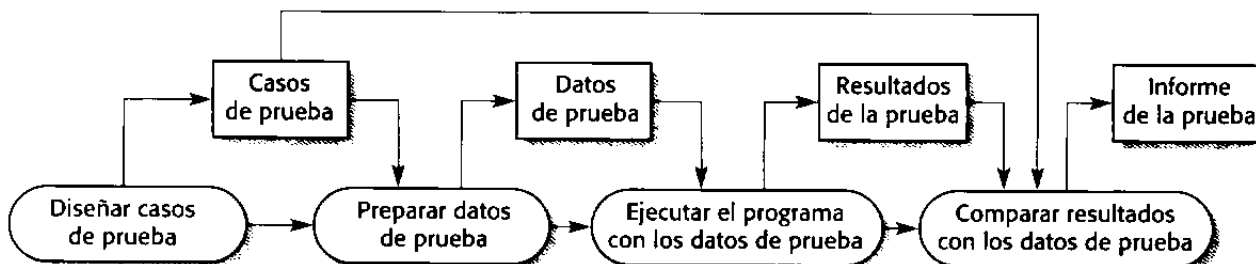 Casos
de prueba
Datos
de prueba
Resultados
de la prueba
Informe
de la prueba
Diseñar casos
de prueba
Preparar datos
de prueba
Ejecutar el programa
con los datos de prueba
Comparar resultados
con los datos de prueba